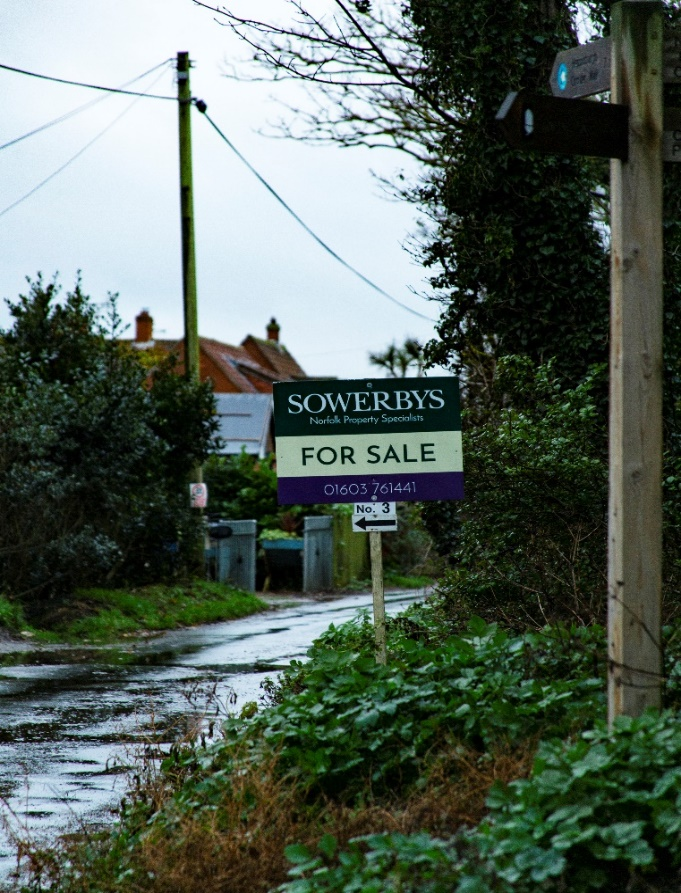 SOWERBYS
Norfolk Property Specialists
FOR SALE
01603 761441
No. 3